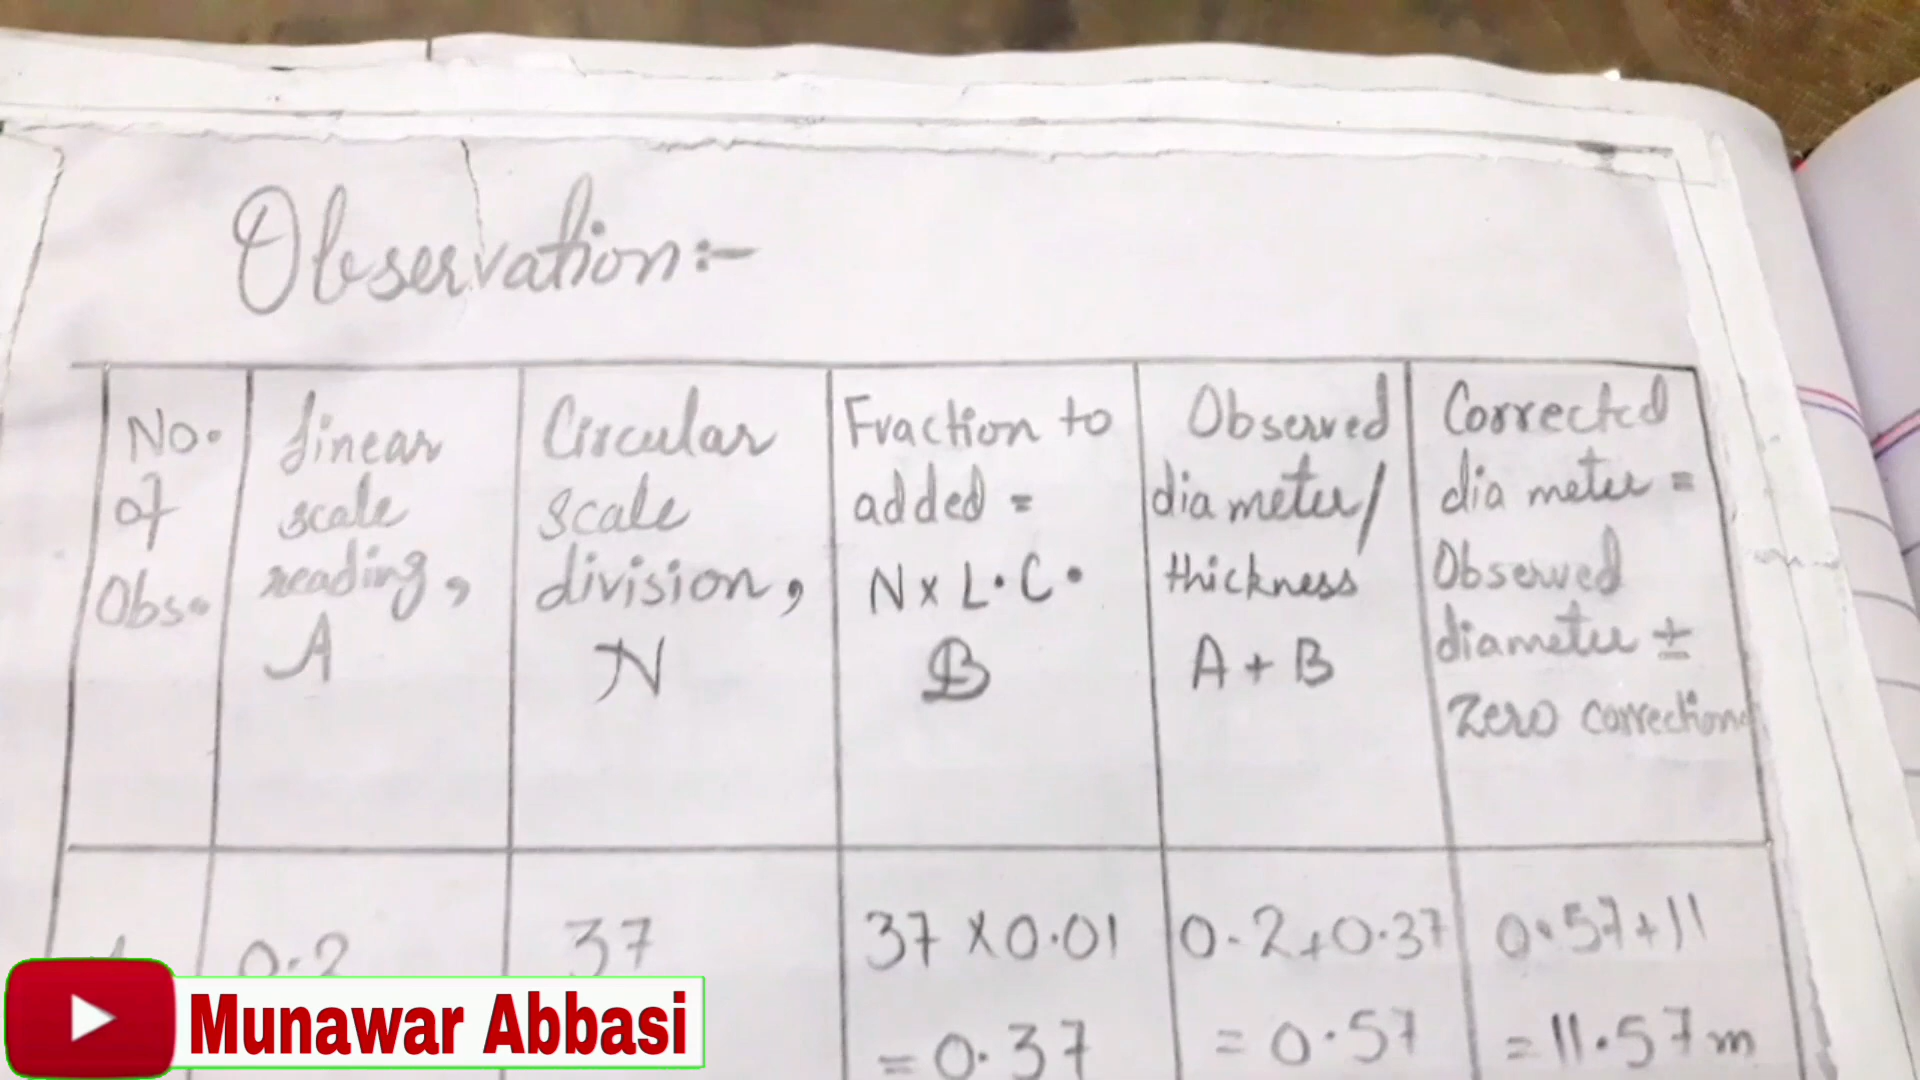 Observation:-
No.
of
Obs.
Linear
scale
reading,
A
Circular
scale
division,
N
Fraction to
added =
N x L.C.
B
Observed
diameter/
thickness
A + B
Corrected
diameter =
Observed
diameter ±
Zero correction
0.2
37
37 x 0.01
= 0.37
0.2+0.37
= 0.57
0.57+11
= 11.57 m
Munawar Abbasi